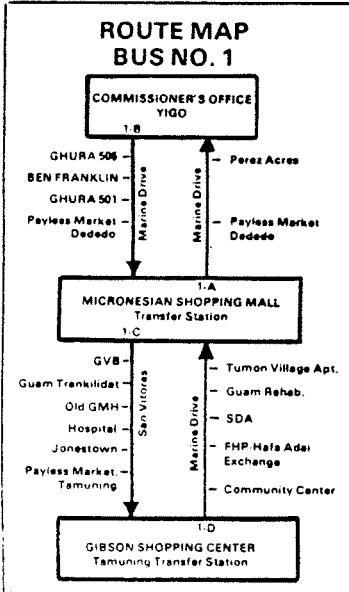 ROUTE MAP
BUS NO. 1
COMMISSIONER'S OFFICE
YIGO
1-B
GHURA 506
BEN FRANKLIN
GHURA 501
Payless Market
Dededo
Marine Drive
Marine Drive
Perez Acres
Payless Market
Dededo
1-A
MICRONESIAN SHOPPING MALL
Transfer Station
1-C
GVB
Guam Trankilidat
Old GMH
Hospital
Jonestown
Payless Market,
Tamuning
San Vitores
Marine Drive
Tumon Village Apt.
Guam Rehab.
SDA
FHP-Hafa Adai
Exchange
Community Center
1-D
GIBSON SHOPPING CENTER
Tamuning Transfer Station